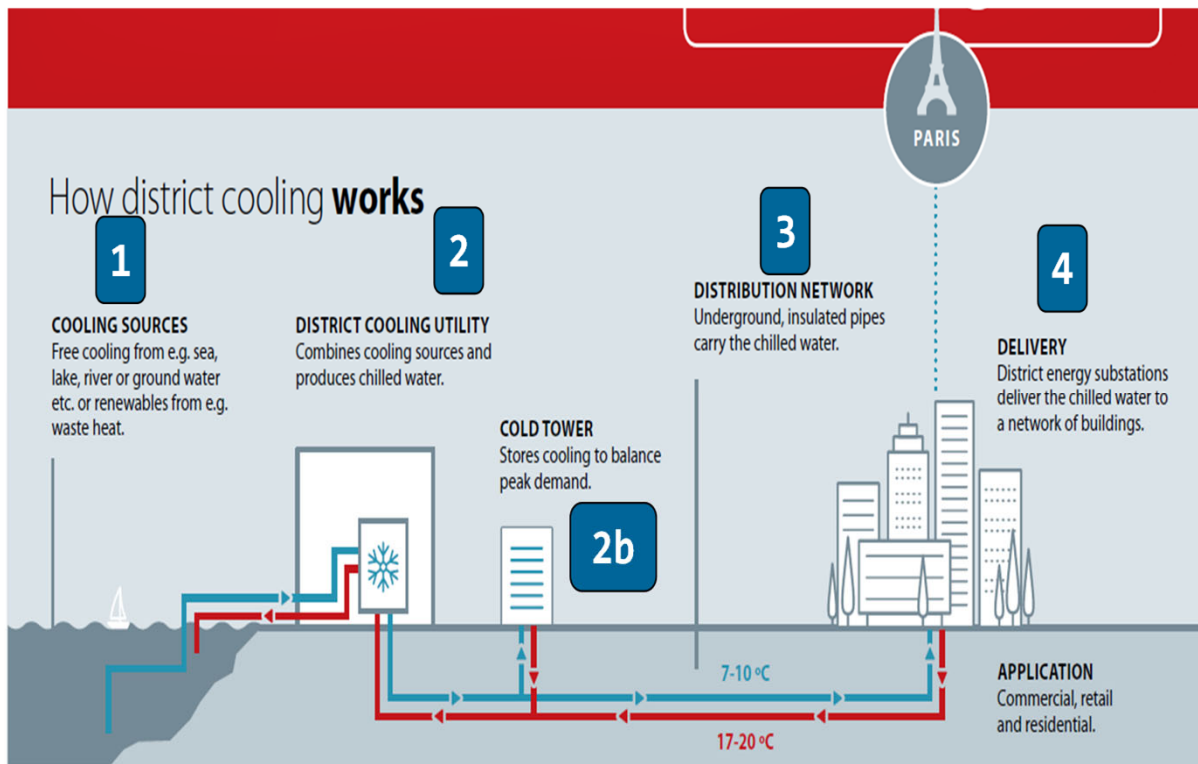 PARIS
How district cooling works
1
COOLING SOURCES
Free cooling from e.g. sea,
lake, river or ground water
etc. or renewables from e.g.
waste heat.
2
DISTRICT COOLING UTILITY
Combines cooling sources and
produces chilled water.
COLD TOWER
Stores cooling to balance
peak demand.
2b
3
DISTRIBUTION NETWORK
Underground, insulated pipes
carry the chilled water.
4
DELIVERY
District energy substations
deliver the chilled water to
a network of buildings.
7-10 ºC
17-20 ºC
APPLICATION
Commercial, retail
and residential.